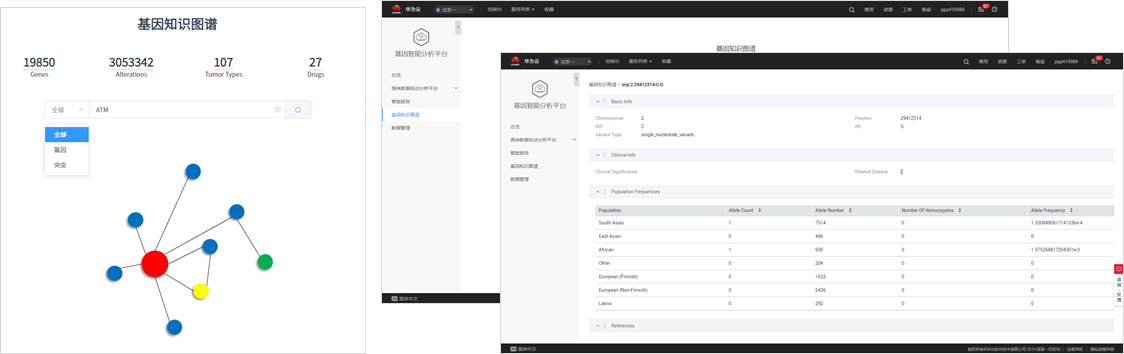 基因知识图谱
19850
3053342
107
27
Genes
Alterations
Tumor Types
Drugs
全部
ATM
全部
基因
突变
华为云
北京一
控制台
服务列表
收藏
费用
资源
工单
备案
ppp416984
基因智能分析平台
总览
测序数据自动分析平台
智能报告
基因知识图谱
数据管理
基因知识图谱
简体中文
华为云
北京一
控制台
服务列表
收藏
费用
资源
工单
备案
ppp416984
基因智能分析平台
总览
测序数据自动分析平台
智能报告
基因知识图谱
数据管理
基因知识图谱 > snp:2:29412314-C-G
Basic Info
Chromosome 2 Position 29412314
Ref C Alt G
Variant Type: single_nucleotide_variant
Clinical Info
Clinical Significance Related Disease []
Population Frequencies
Population Allele Count Allele Number Number Of Homozygotes Allele Frequency
South Asian 1 7514 0 1.3308490817141336e-4
East Asian 0 486 0 0
African 1 930 0 1.075268817204301e-3
Other 0 204 0 0
European (Finnish) 0 1622 0 0
European (Non-Finnish) 0 5436 0 0
Latino 0 292 0 0
References
咨询·反馈
简体中文
法律声明
隐私政策声明